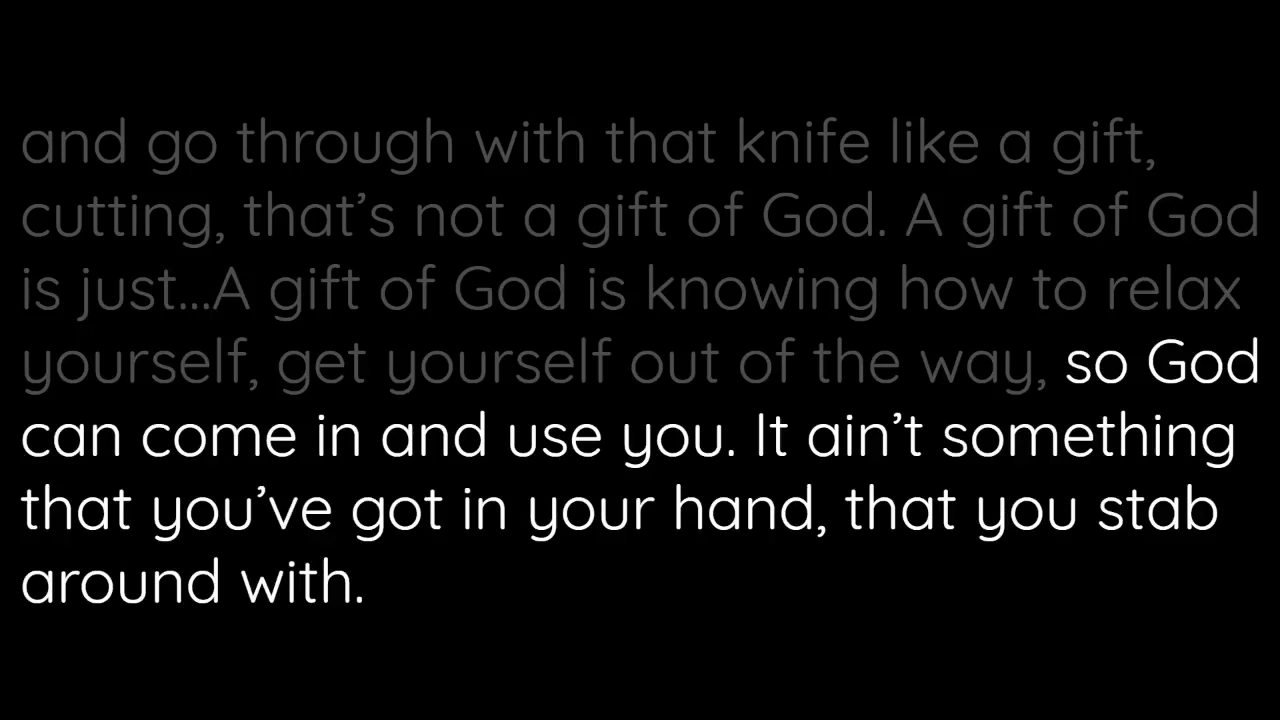 and go through with that knife like a gift,
cutting, that’s not a gift of God. A gift of God
is just...A gift of God is knowing how to relax
yourself, get yourself out of the way, so God
can come in and use you. It ain’t something
that you’ve got in your hand, that you stab
around with.